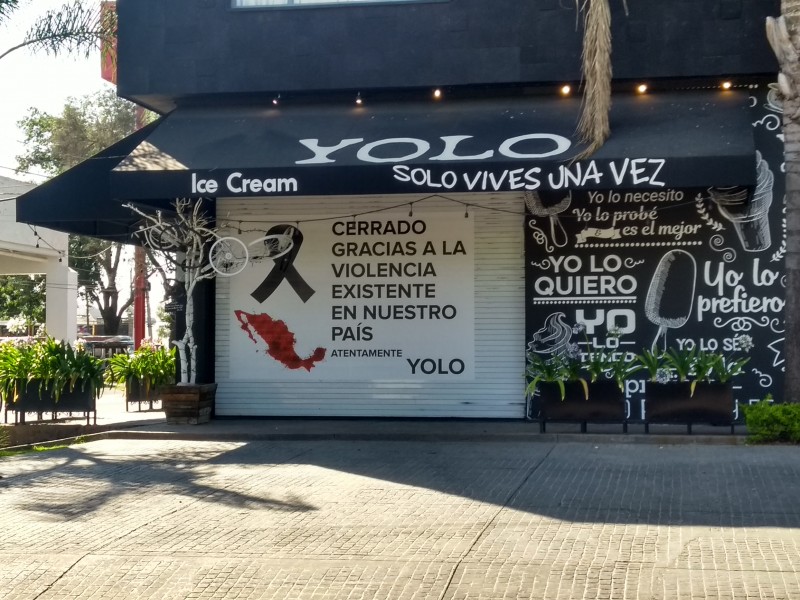 YOLO
Ice Cream
SOLO VIVES UNA VEZ
CERRADO
GRACIAS A LA
VIOLENCIA
EXISTENTE
EN NUESTRO
PAÍS
ATENTAMENTE
YOLO
Yo lo necesito
Yo lo probé
es el mejor
YO LO
QUIERO
YO
LO
Yo lo
prefiero
YO LO SÉ